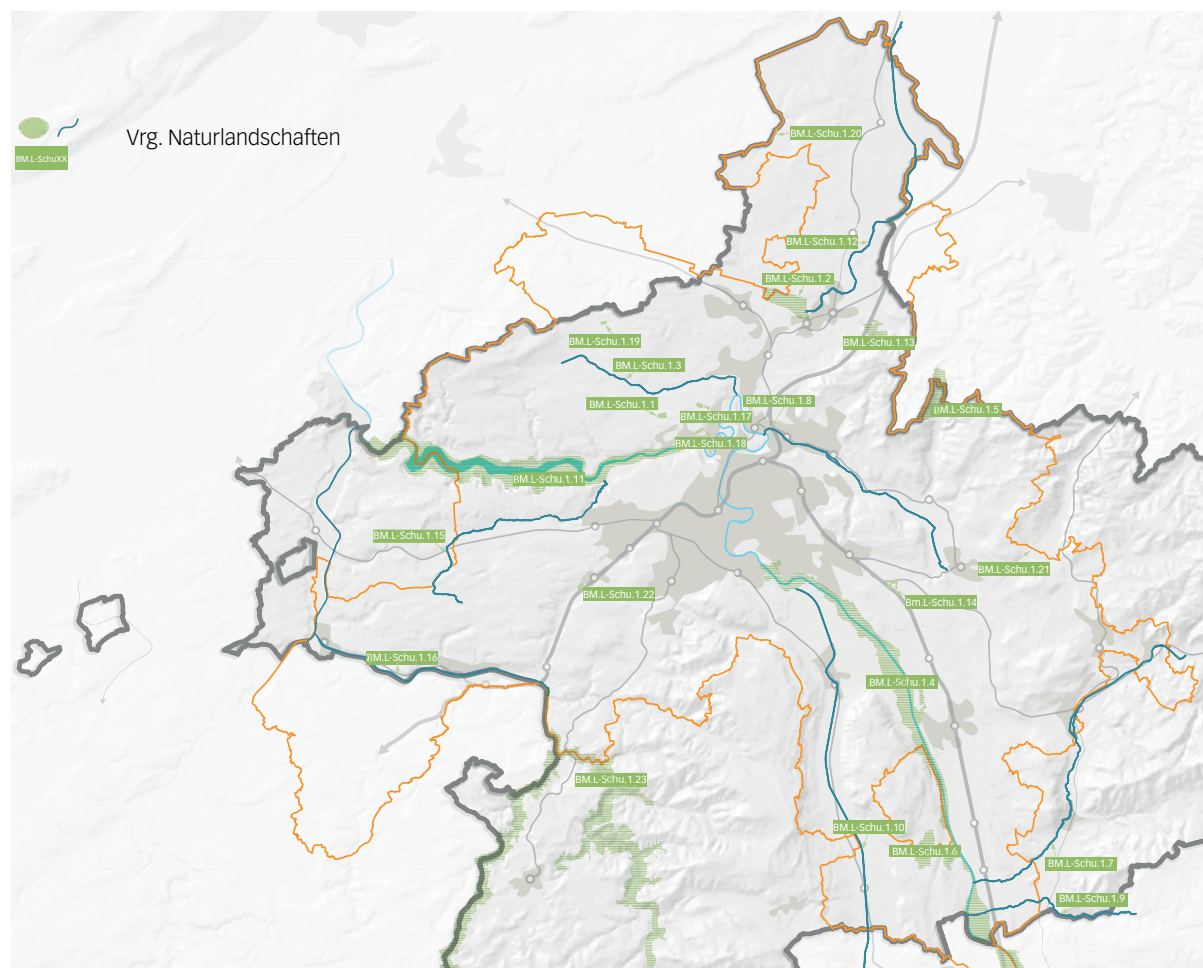 Vrg. Naturlandschaften
BM.L-SchuXX
BM.L-Schu.1.20
BM.L-Schu.1.12
BM.L-Schu.1.2
BM.L-Schu.1.19
BM.L-Schu.1.13
BM.L-Schu.1.3
BM.L-Schu.1.1
BM.L-Schu.1.8
BM.L-Schu.1.17
BM.L-Schu.1.5
BM.L-Schu.1.18
BM.L-Schu.1.11
BM.L-Schu.1.15
BM.L-Schu.1.21
BM.L-Schu.1.22
Bm.L-Schu.1.14
BM.L-Schu.1.16
BM.L-Schu.1.4
BM.L-Schu.1.23
BM.L-Schu.1.10
BM.L-Schu.1.6
BM.L-Schu.1.7
BM.L-Schu.1.9